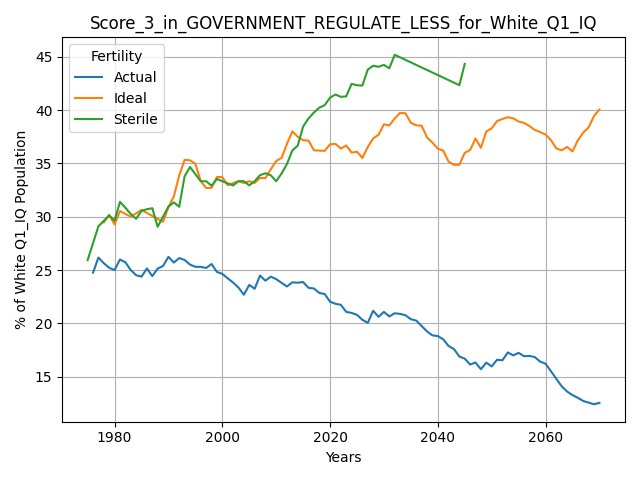 Score_3_in_GOVERNMENT_REGULATE_LESS_for_White_Q1_IQ
Fertility
Actual
Ideal
Sterile
% of White Q1_IQ Population
45
40
35
30
25
20
15
1980 2000 2020 2040 2060
Years